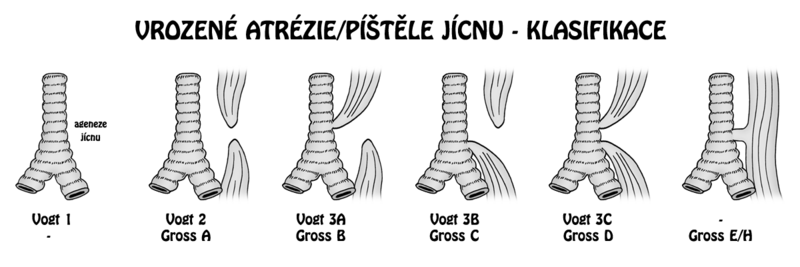 VROZENÉ ATRÉZIE/PÍŠTĚLE JÍCNU - KLASIFIKACE
ageneze
jícnu
Vogt 1
-
Vogt 2
Gross A
Vogt 3A
Gross B
Vogt 3B
Gross C
Vogt 3C
Gross D
-
Gross E/H